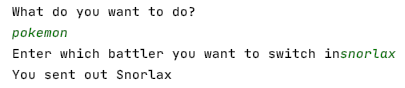 What do you want to do?
pokemon
Enter which battler you want to switch insnorlax
You sent out Snorlax